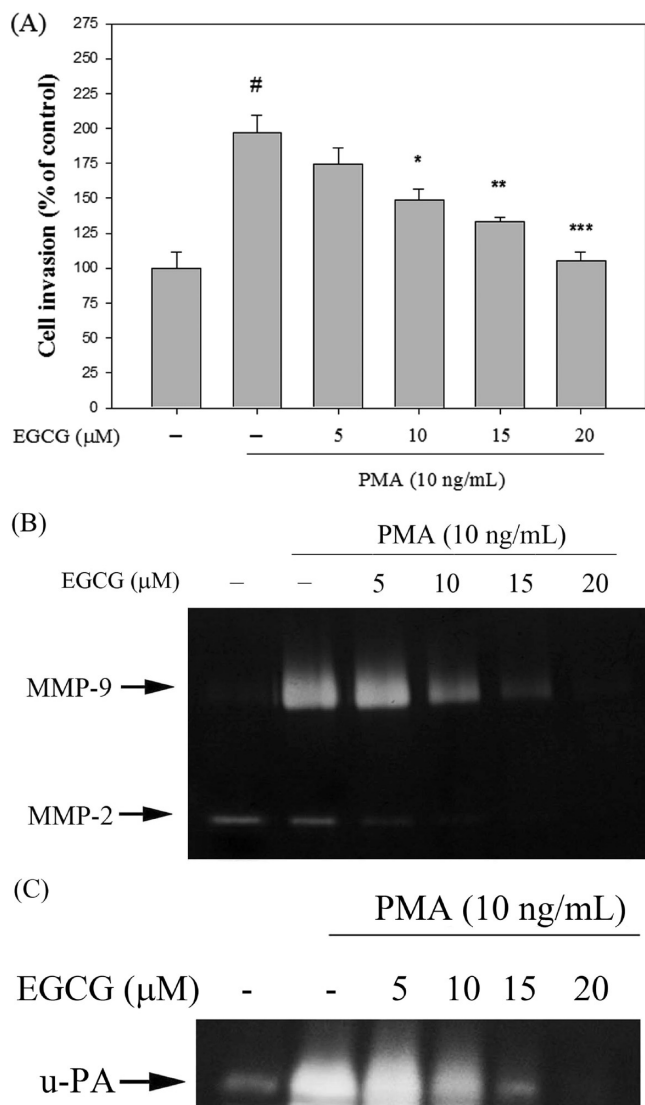 (A)
275
250
225
200
175
150
125
100
75
50
25
0
Cell invasion (% of control)
#
*
**
***
EGCG (μM) – – 5 10 15 20
PMA (10 ng/mL)
(B)
PMA (10 ng/mL)
EGCG (μM) – – 5 10 15 20
MMP-9
MMP-2
(C)
PMA (10 ng/mL)
EGCG (μM) - - 5 10 15 20
u-PA